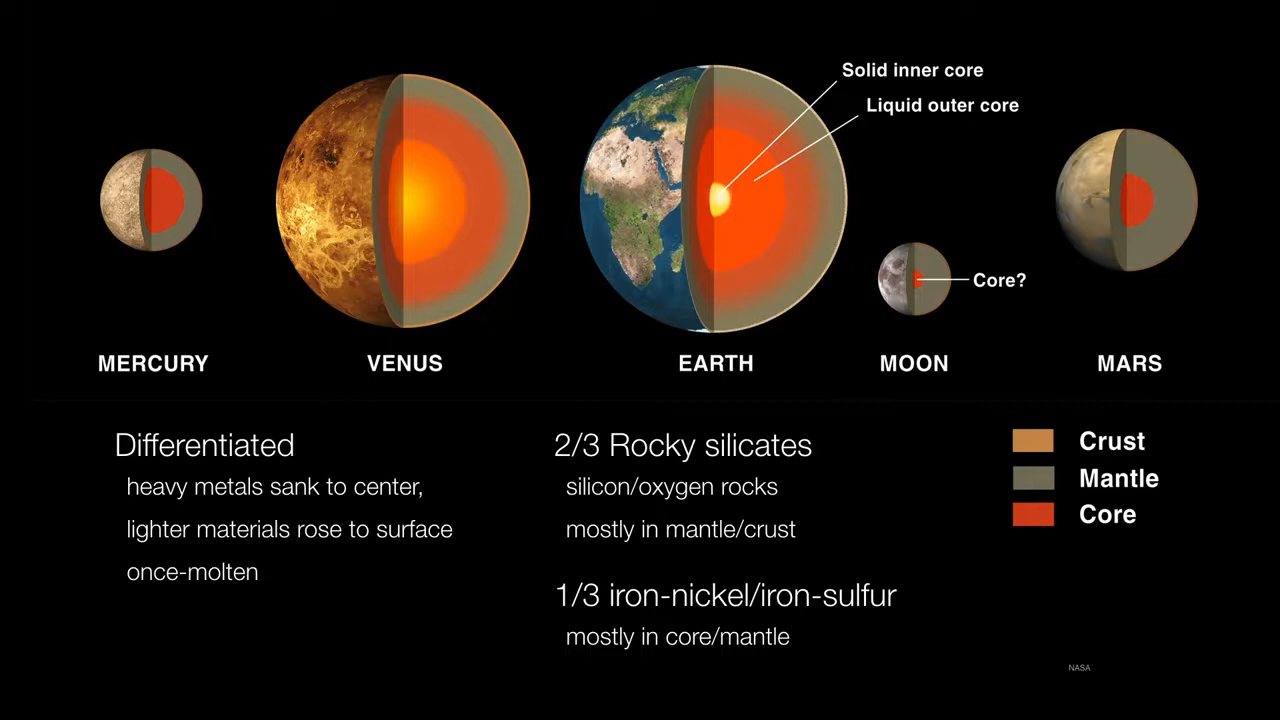 Solid inner core
Liquid outer core
Core?
MERCURY
VENUS
EARTH
MOON
MARS
Differentiated
heavy metals sank to center,
lighter materials rose to surface
once-molten
2/3 Rocky silicates
silicon/oxygen rocks
mostly in mantle/crust
1/3 iron-nickel/iron-sulfur
mostly in core/mantle
Crust
Mantle
Core
NASA